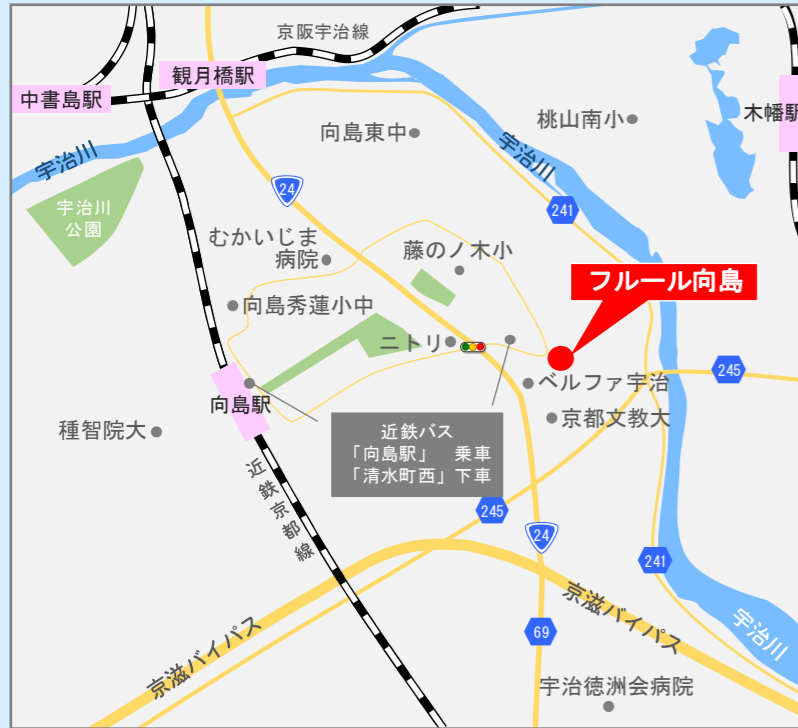 京阪宇治線
観月橋駅
中書島駅
木幡駅
向島東中
桃山南小
宇治川
宇治川
24
宇治川
公園
241
むかいじま
病院
藤のノ木小
フルール向島
向島秀蓮小中
ニトリ
245
ベルファ宇治
向島駅
京都文教大
種智院大
近鉄バス
「向島駅」 乗車
「清水町西」下車
近鉄京都線
245
24
241
京滋バイパス
京滋バイパス
宇治川
69
宇治徳洲会病院